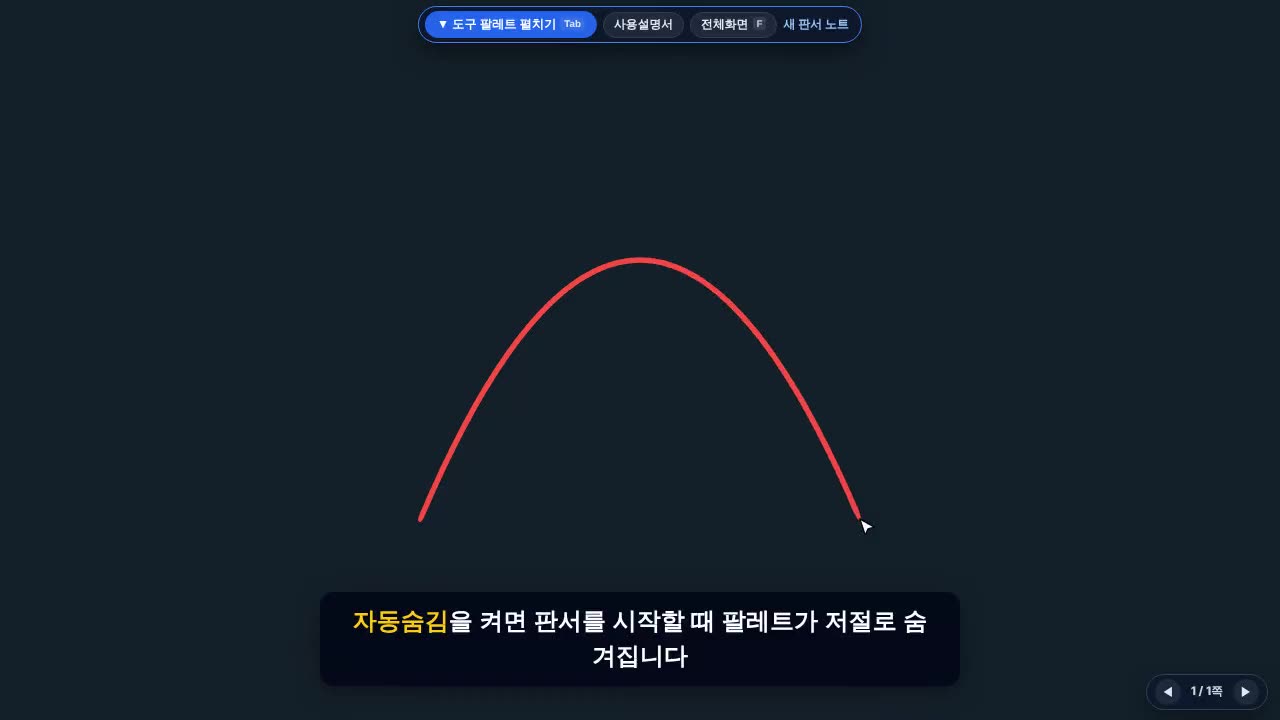 ▼ 도구 팔레트 펼치기 Tab 사용설명서 전체화면 F 새 판서 노트
자동숨김을 켜면 판서를 시작할 때 팔레트가 저절로 숨
겨집니다
◀ 1 / 1쪽 ▶